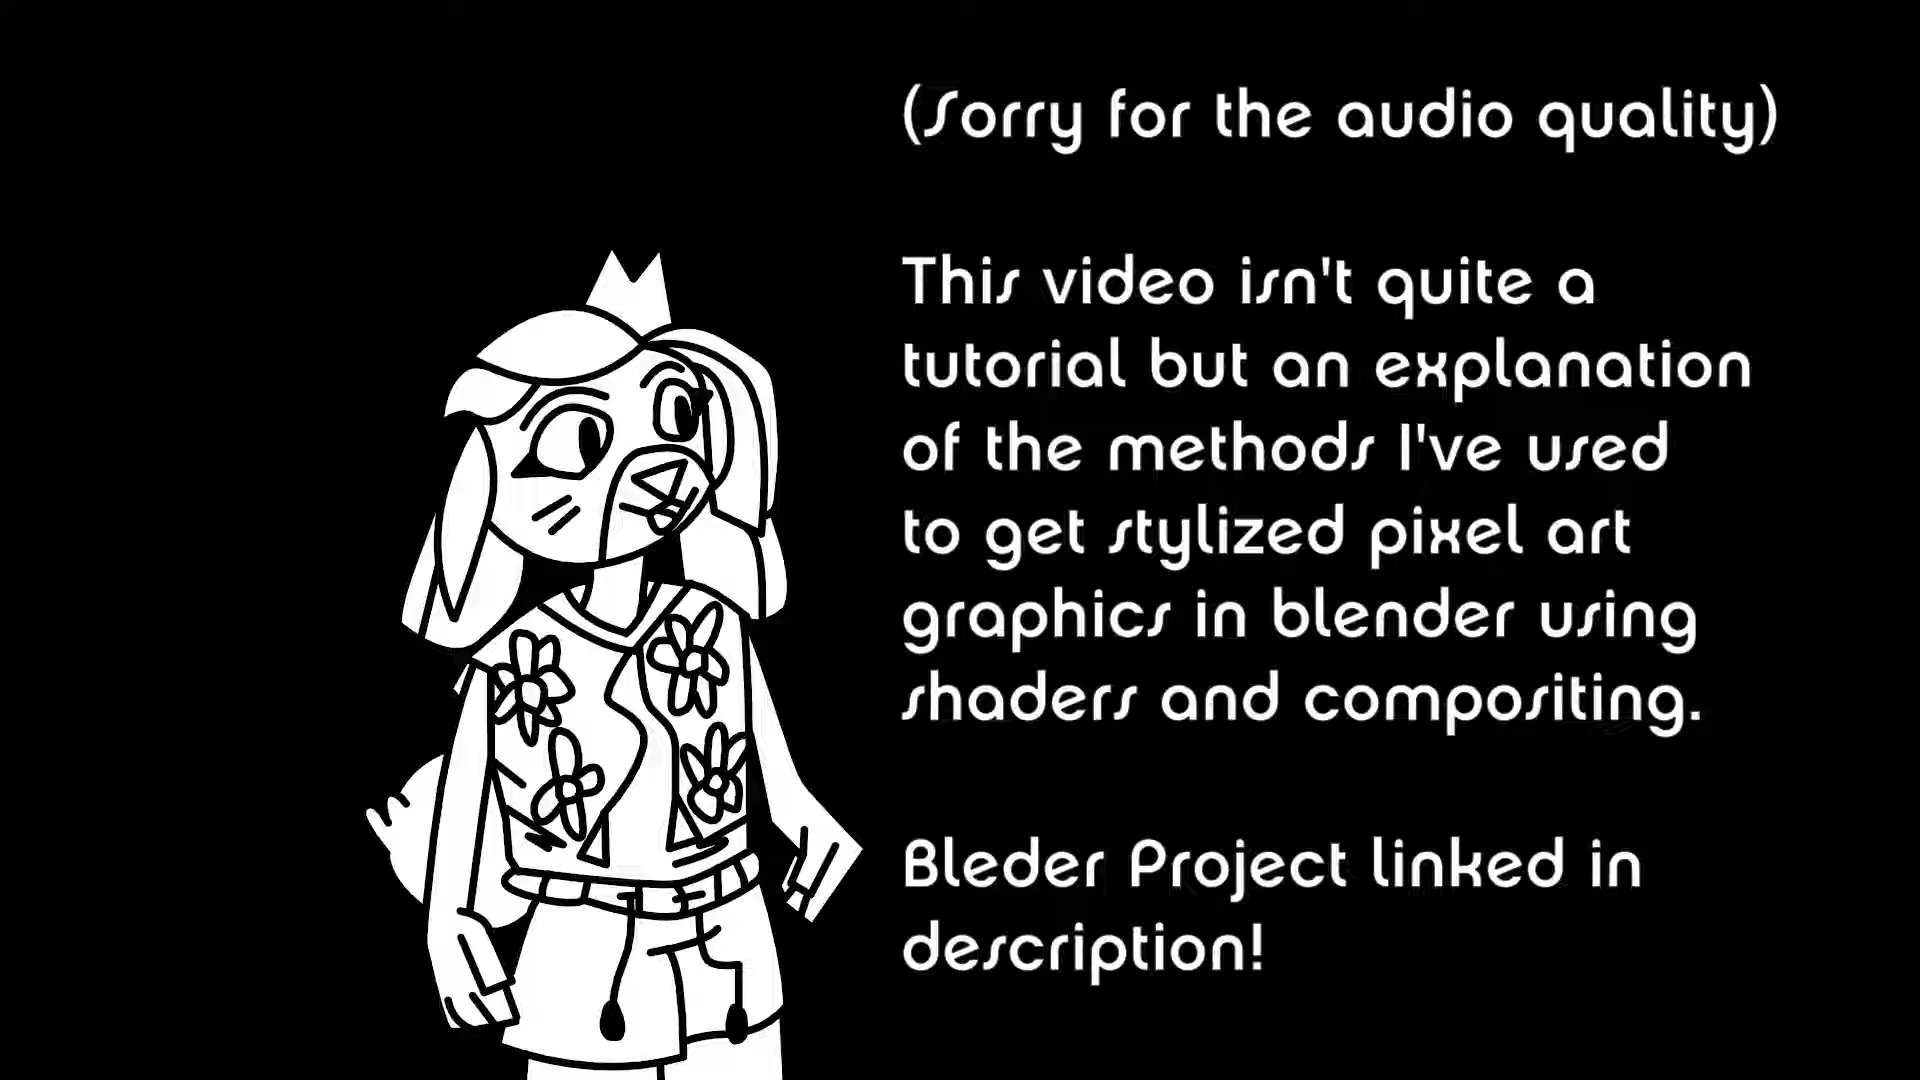 (Sorry for the audio quality)
This video isn't quite a
tutorial but an explanation
of the methods I've used
to get stylized pixel art
graphics in blender using
shaders and compositing.
Bleder Project linked in
description!